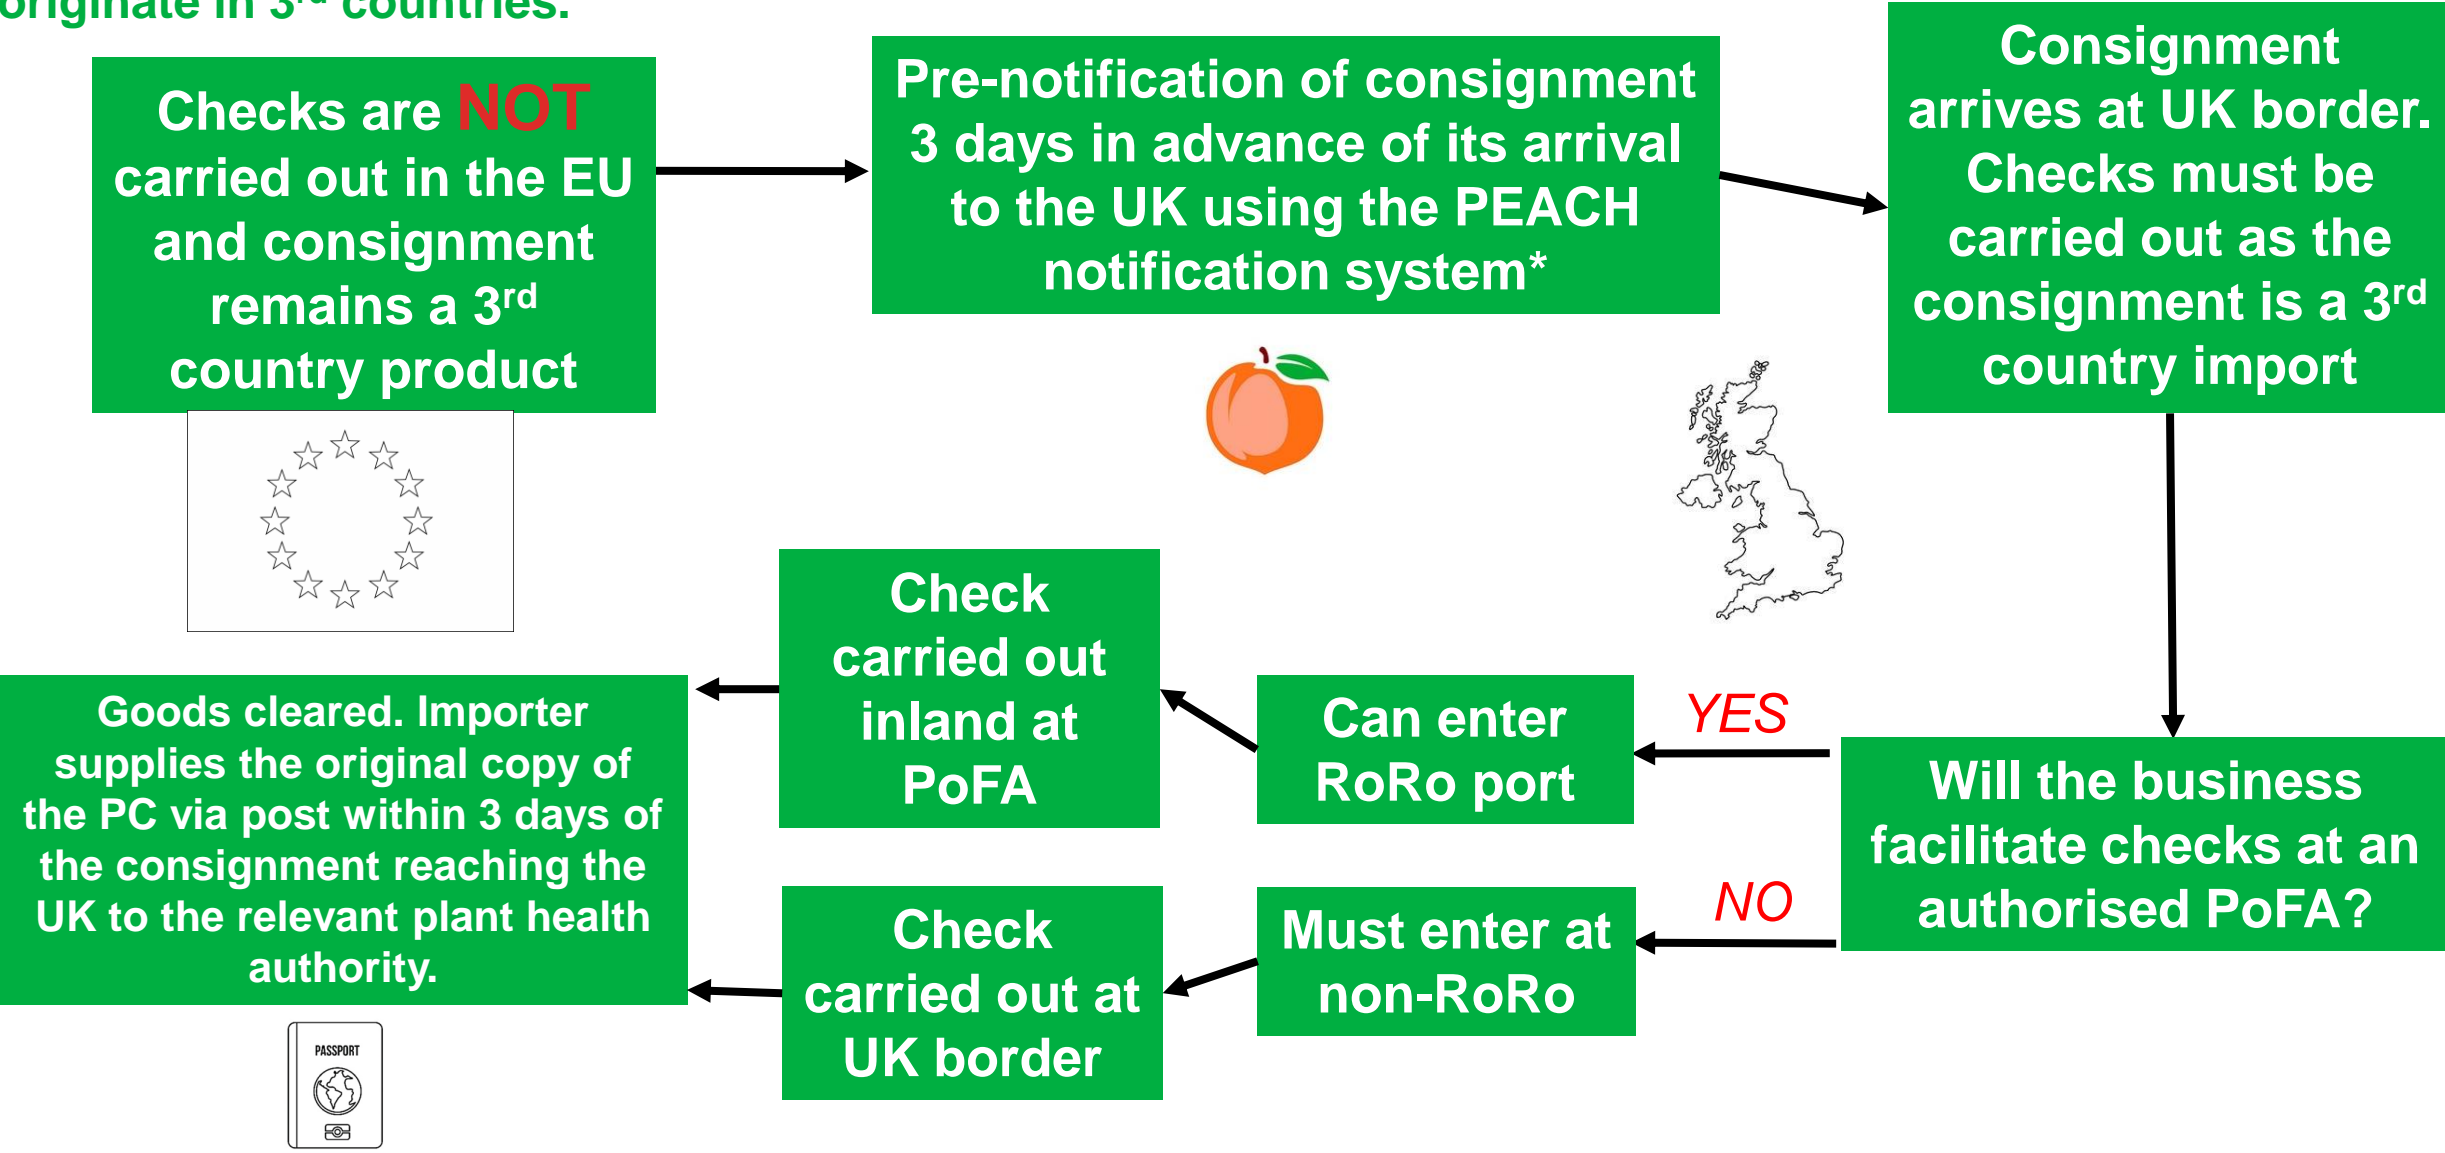 originate in 3rd countries.
Checks are NOT
carried out in the EU
and consignment
remains a 3rd
country product
Pre-notification of consignment
3 days in advance of its arrival
to the UK using the PEACH
notification system*
Consignment
arrives at UK border.
Checks must be
carried out as the
consignment is a 3rd
country import
Will the business
facilitate checks at an
authorised PoFA?
YES
Can enter
RoRo port
Check
carried out
inland at
PoFA
NO
Must enter at
non-RoRo
Check
carried out at
UK border
Goods cleared. Importer
supplies the original copy of
the PC via post within 3 days of
the consignment reaching the
UK to the relevant plant health
authority.
PASSPORT